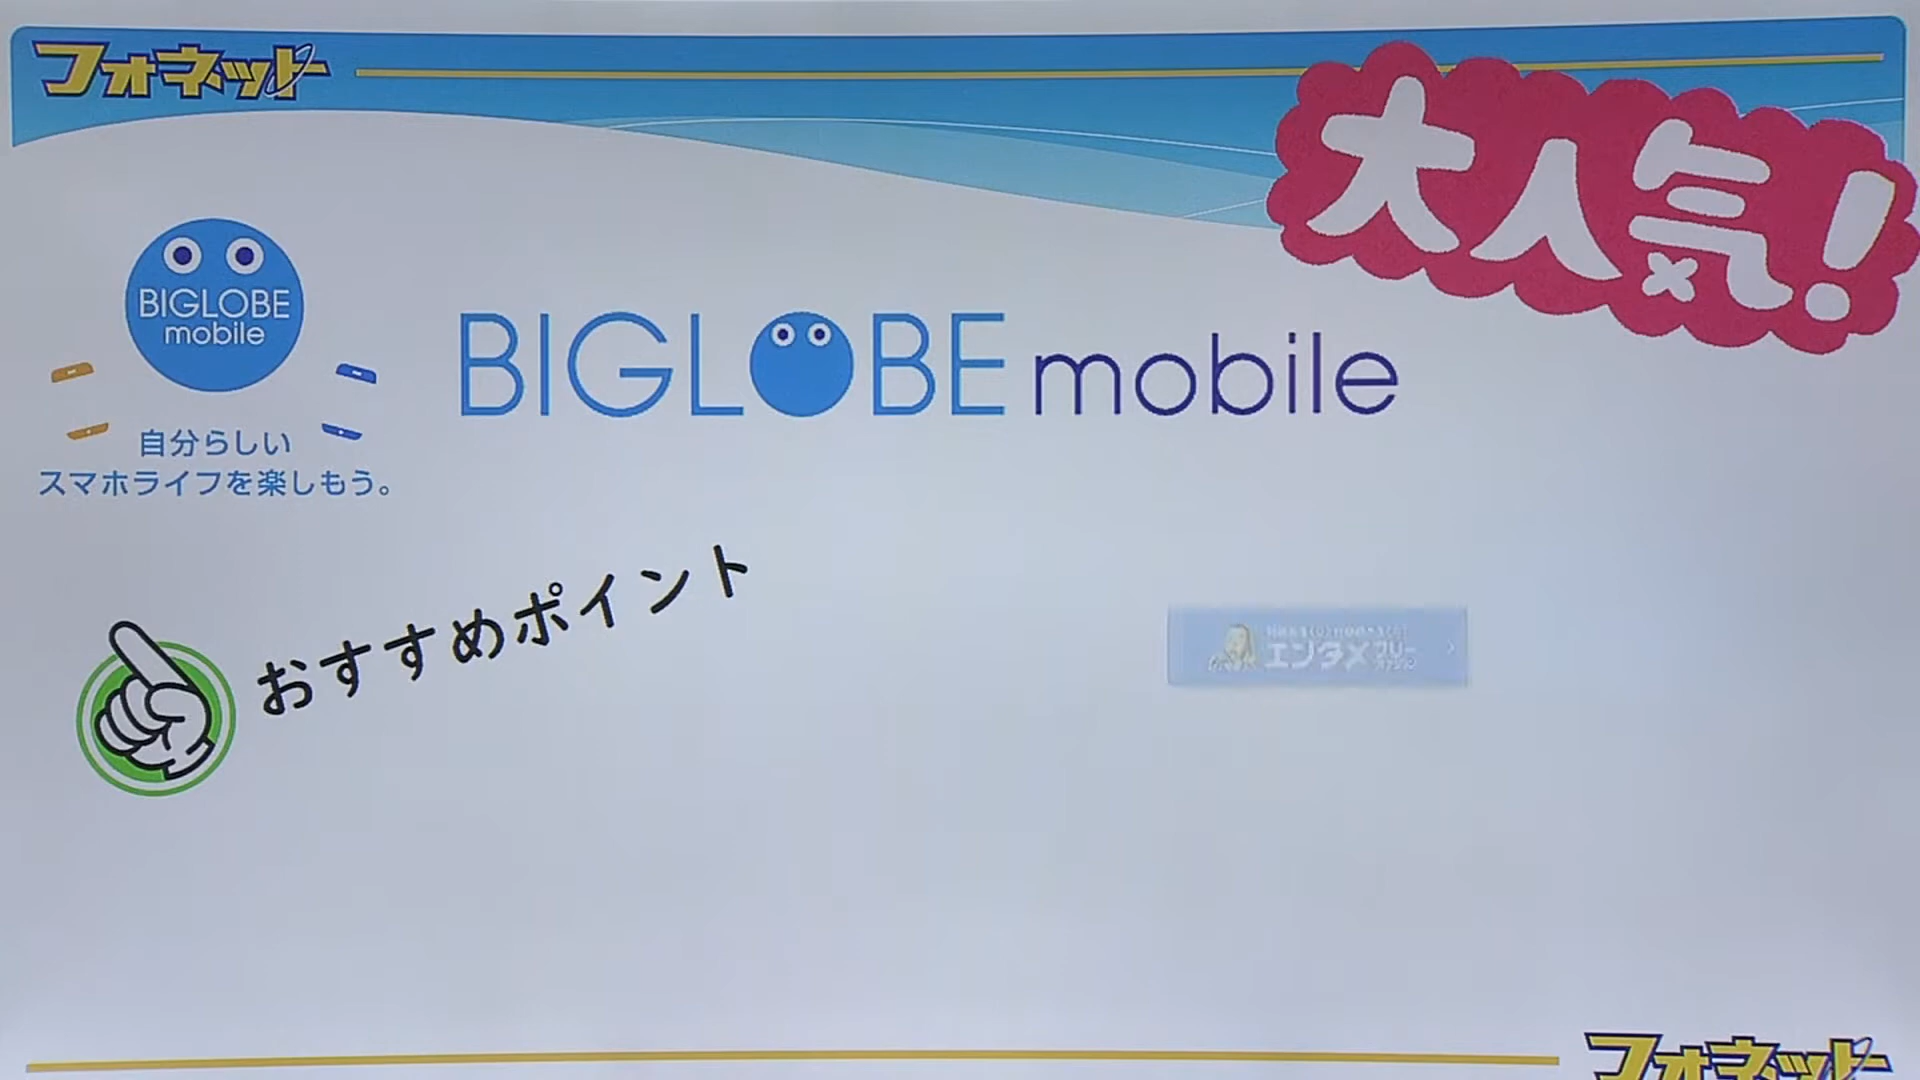 フォネット
大人気!
BIGLOBE
mobile
BIGLOBE mobile
自分らしい
スマホライフを楽しもう。
おすすめポイント
エンタメフリー
フォネット